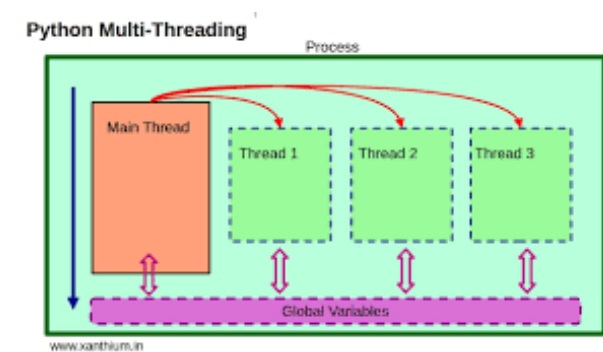 Python Multi-Threading
Process
Main Thread
Thread 1
Thread 2
Thread 3
Global Variables
www.xanthium.in